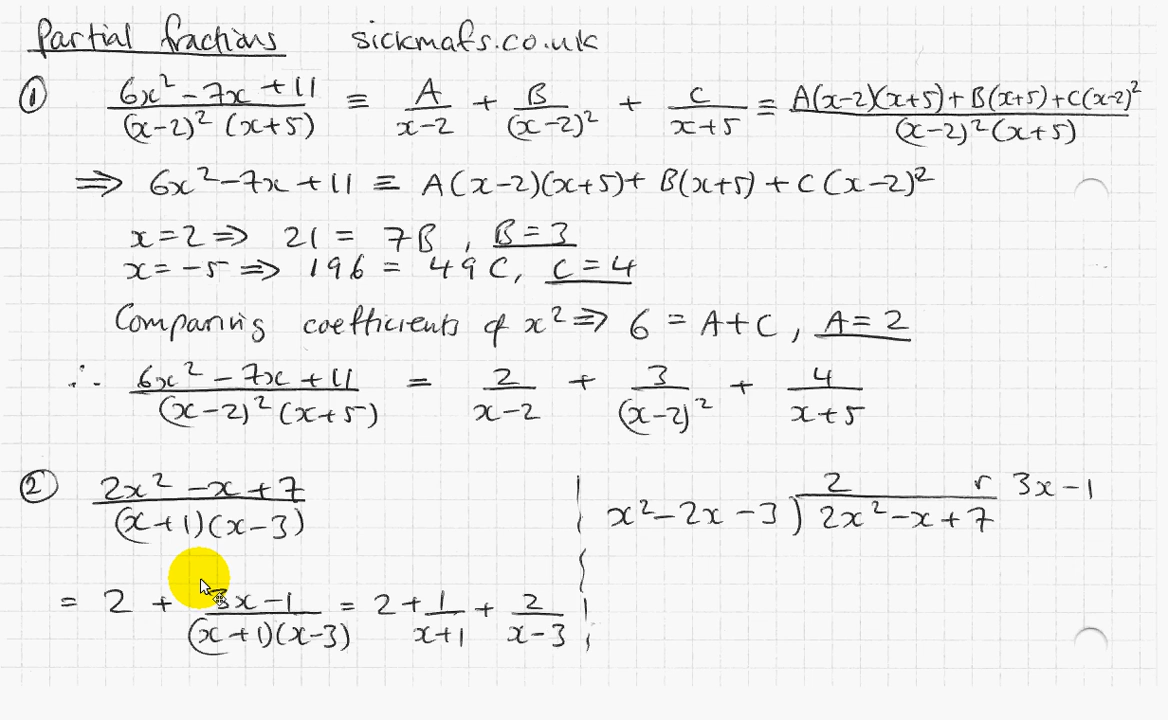 Partial fractions sickmafs.co.uk
① (6x² − 7x + 11)/((x−2)² (x+5)) ≡ A/(x−2) + B/(x−2)² + C/(x+5) ≡ (A(x−2)(x+5) + B(x+5) + C(x−2)²)/((x−2)²(x+5))
⇒ 6x² − 7x + 11 ≡ A(x−2)(x+5) + B(x+5) + C(x−2)²
x = 2 ⇒ 21 = 7B, B = 3
x = −5 ⇒ 196 = 49C, C = 4
Comparing coefficients of x² ⇒ 6 = A + C, A = 2
∴ (6x² − 7x + 11)/((x−2)² (x+5)) = 2/(x−2) + 3/(x−2)² + 4/(x+5)
② (2x² − x + 7)/((x+1)(x−3))
= 2 + (3x−1)/((x+1)(x−3)) = 2 + 1/(x+1) + 2/(x−3)
2 r 3x−1
x² − 2x − 3 ) 2x² − x + 7